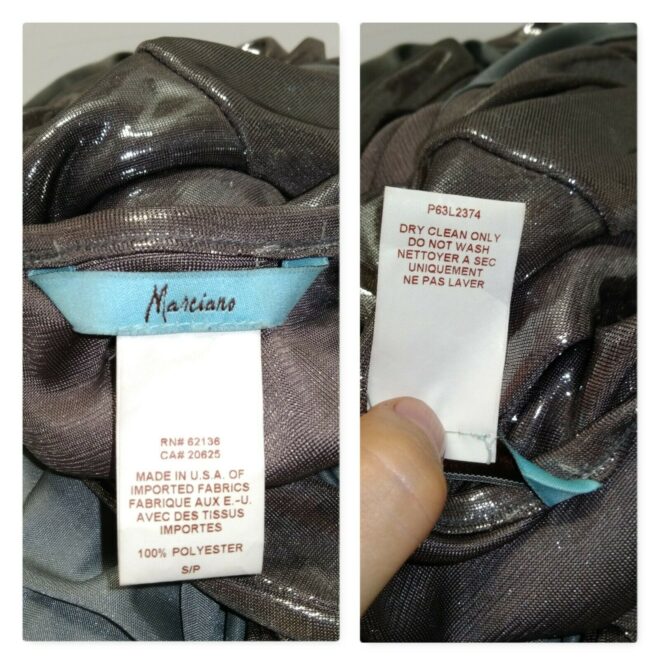 Marciano
RN# 62136
CA# 20625
MADE IN U.S.A. OF
IMPORTED FABRICS
FABRIQUE AUX E.-U.
AVEC DES TISSUS
IMPORTES
100% POLYESTER
S/P
P63L2374
DRY CLEAN ONLY
DO NOT WASH
NETTOYER A SEC
UNIQUEMENT
NE PAS LAVER